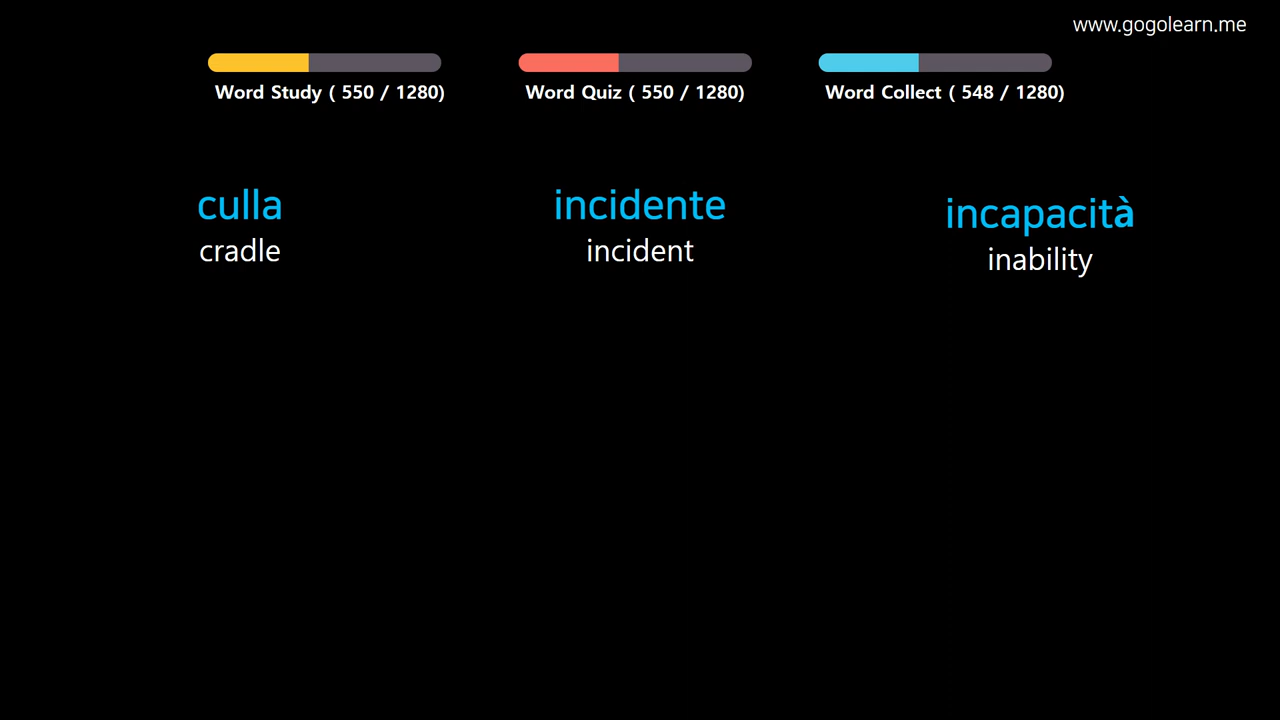 www.gogolearn.me
Word Study ( 550 / 1280)
Word Quiz ( 550 / 1280)
Word Collect ( 548 / 1280)
culla
cradle
incidente
incident
incapacità
inability